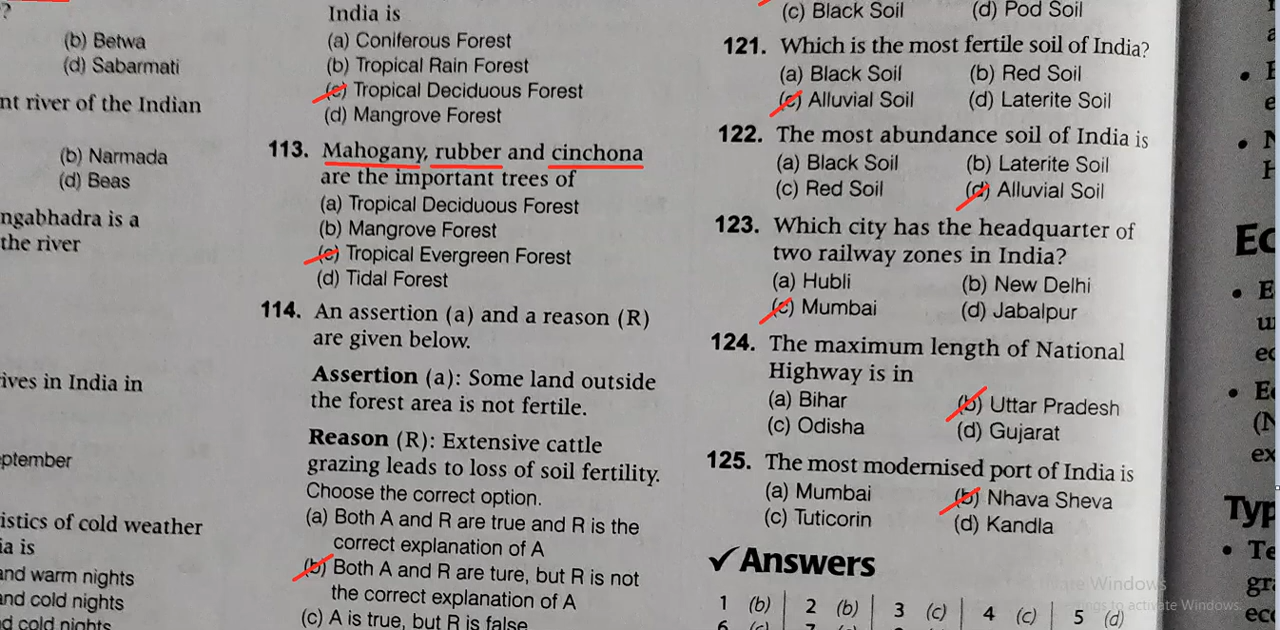 ?
(b) Betwa
(d) Sabarmati
nt river of the Indian
(b) Narmada
(d) Beas
ngabhadra is a
the river
ives in India in
ptember
istics of cold weather
ia is
and warm nights
and cold nights
d cold nights
India is
(a) Coniferous Forest
(b) Tropical Rain Forest
(c) Tropical Deciduous Forest
(d) Mangrove Forest
113. Mahogany, rubber and cinchona
are the important trees of
(a) Tropical Deciduous Forest
(b) Mangrove Forest
(c) Tropical Evergreen Forest
(d) Tidal Forest
114. An assertion (a) and a reason (R)
are given below.
Assertion (a): Some land outside
the forest area is not fertile.
Reason (R): Extensive cattle
grazing leads to loss of soil fertility.
Choose the correct option.
(a) Both A and R are true and R is the
correct explanation of A
(b) Both A and R are ture, but R is not
the correct explanation of A
(c) A is true, but R is false
(c) Black Soil (d) Pod Soil
121. Which is the most fertile soil of India?
(a) Black Soil (b) Red Soil
(c) Alluvial Soil (d) Laterite Soil
122. The most abundance soil of India is
(a) Black Soil (b) Laterite Soil
(c) Red Soil (d) Alluvial Soil
123. Which city has the headquarter of
two railway zones in India?
(a) Hubli (b) New Delhi
(c) Mumbai (d) Jabalpur
124. The maximum length of National
Highway is in
(a) Bihar (b) Uttar Pradesh
(c) Odisha (d) Gujarat
125. The most modernised port of India is
(a) Mumbai (b) Nhava Sheva
(c) Tuticorin (d) Kandla
✓ Answers
1 (b) 2 (b) 3 (c) 4 (c) 5 (d)
Ec
• E
u
ec
• Ec
(N
ex
Typ
• Te
gra
eco